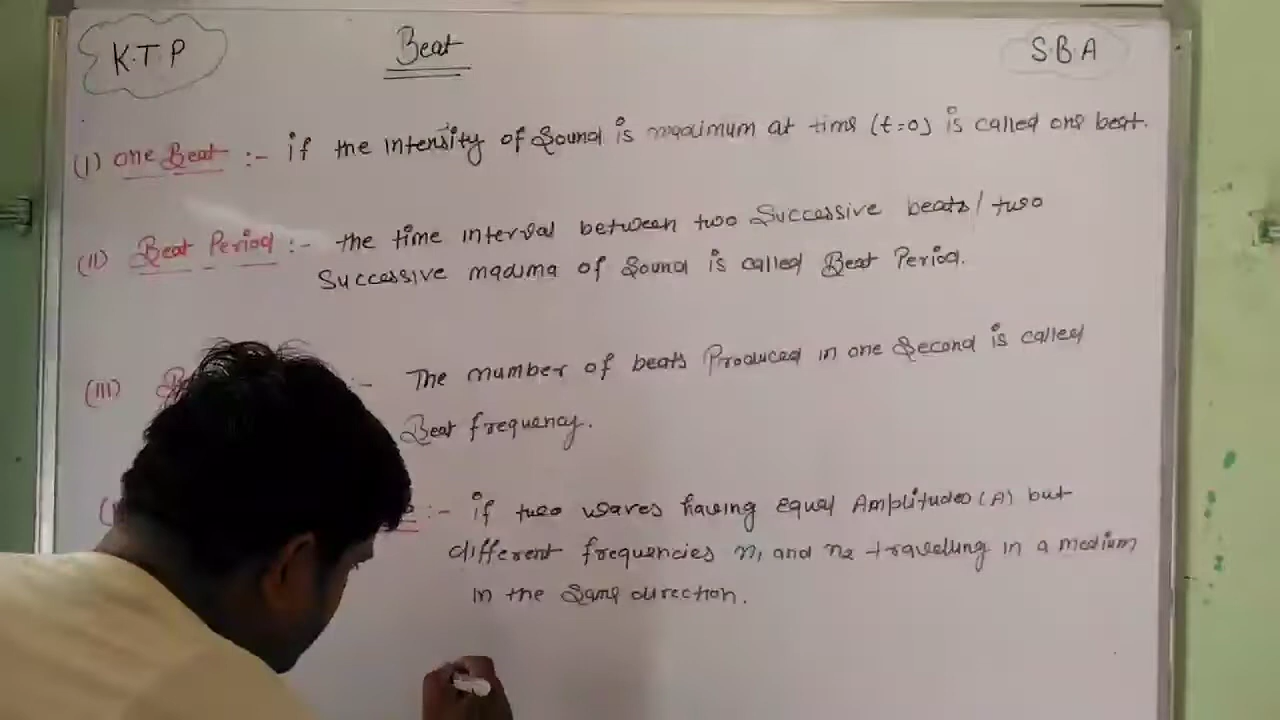 K.T.P
Beat
S.B.A
(I) one Beat :- if the intensity of Sound is maximum at time (t=0) is called one beat.
(II) Beat Period :- the time interval between two Successive beats/ two
Successive maxima of Sound is called Beat Period.
(III) :- The number of beats Produced in one Second is called
Beat frequency.
:- if two waves having equal Amplitudes (A) but
different frequencies n₁ and n₂ travelling in a medium
in the Same direction.